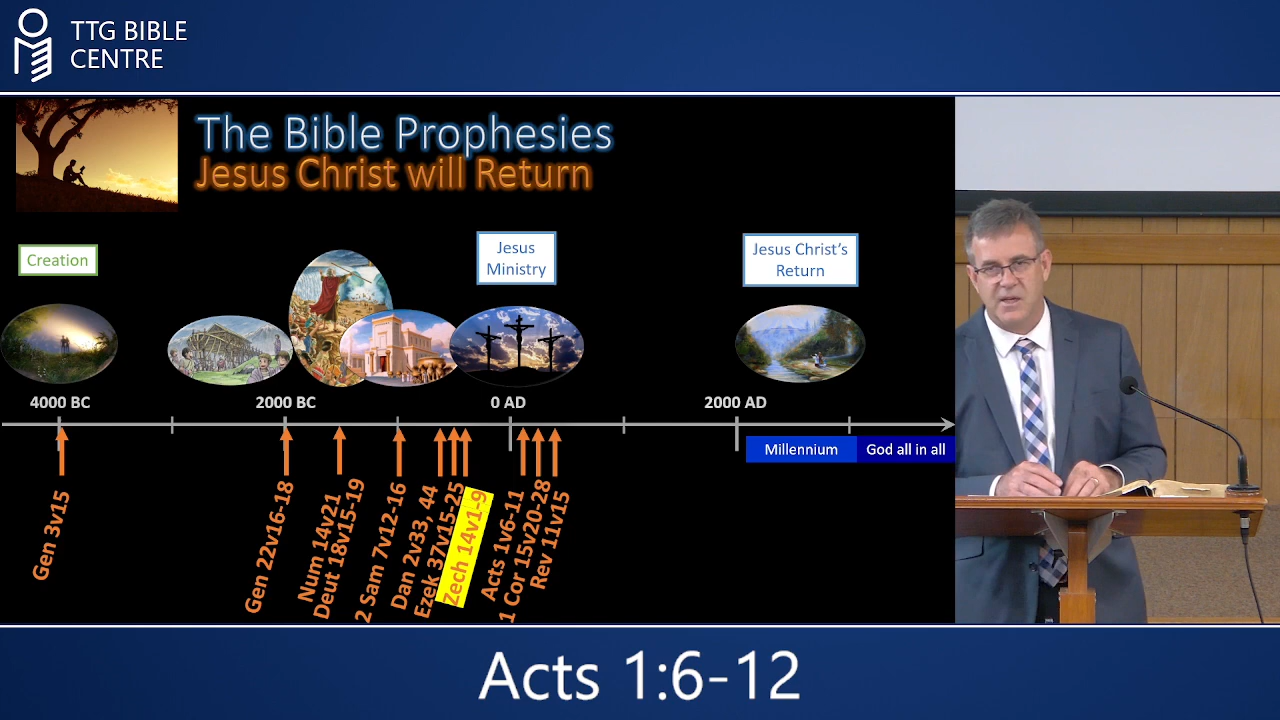 TTG BIBLE
CENTRE
The Bible Prophesies
Jesus Christ will Return
Creation
Jesus
Ministry
Jesus Christ's
Return
4000 BC
2000 BC
0 AD
2000 AD
Millennium
God all in all
Gen 3v15
Gen 22v16-18
Num 14v21
Deut 18v15-19
2 Sam 7v12-16
Dan 2v33, 44
Ezek 37v15-25
Zech 14v1-9
Acts 1v6-11
1 Cor 15v20-28
Rev 11v15
Acts 1:6-12